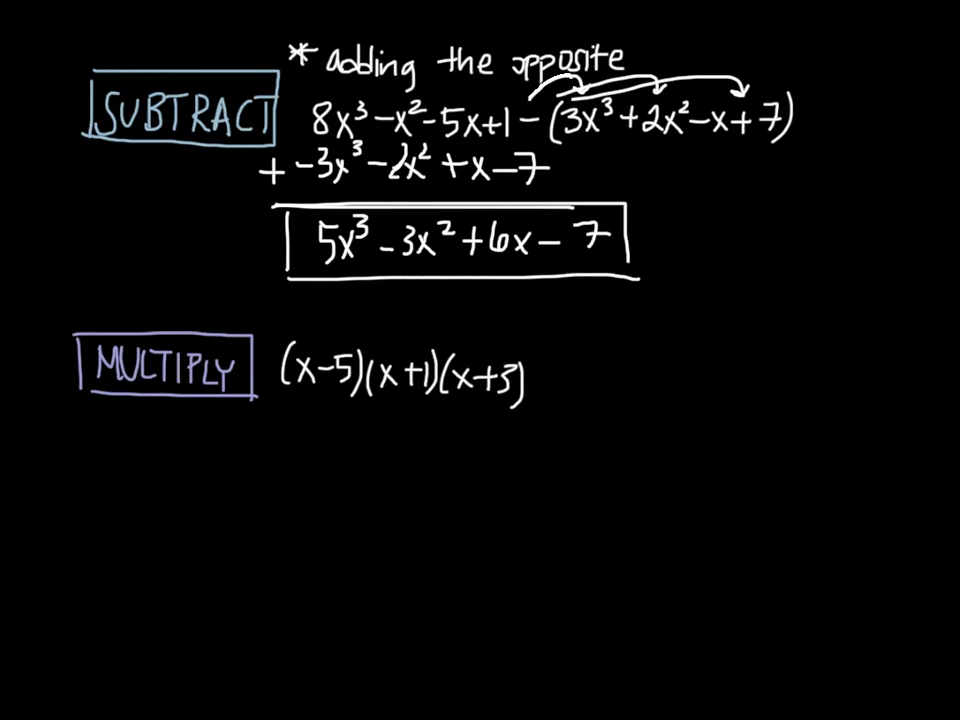 * adding the opposite
SUBTRACT 8x³ - x² - 5x + 1 - (3x³ + 2x² - x + 7)
+ -3x³ - 2x² + x - 7
5x³ - 3x² + 6x - 7
MULTIPLY (x - 5)(x + 1)(x + 3)